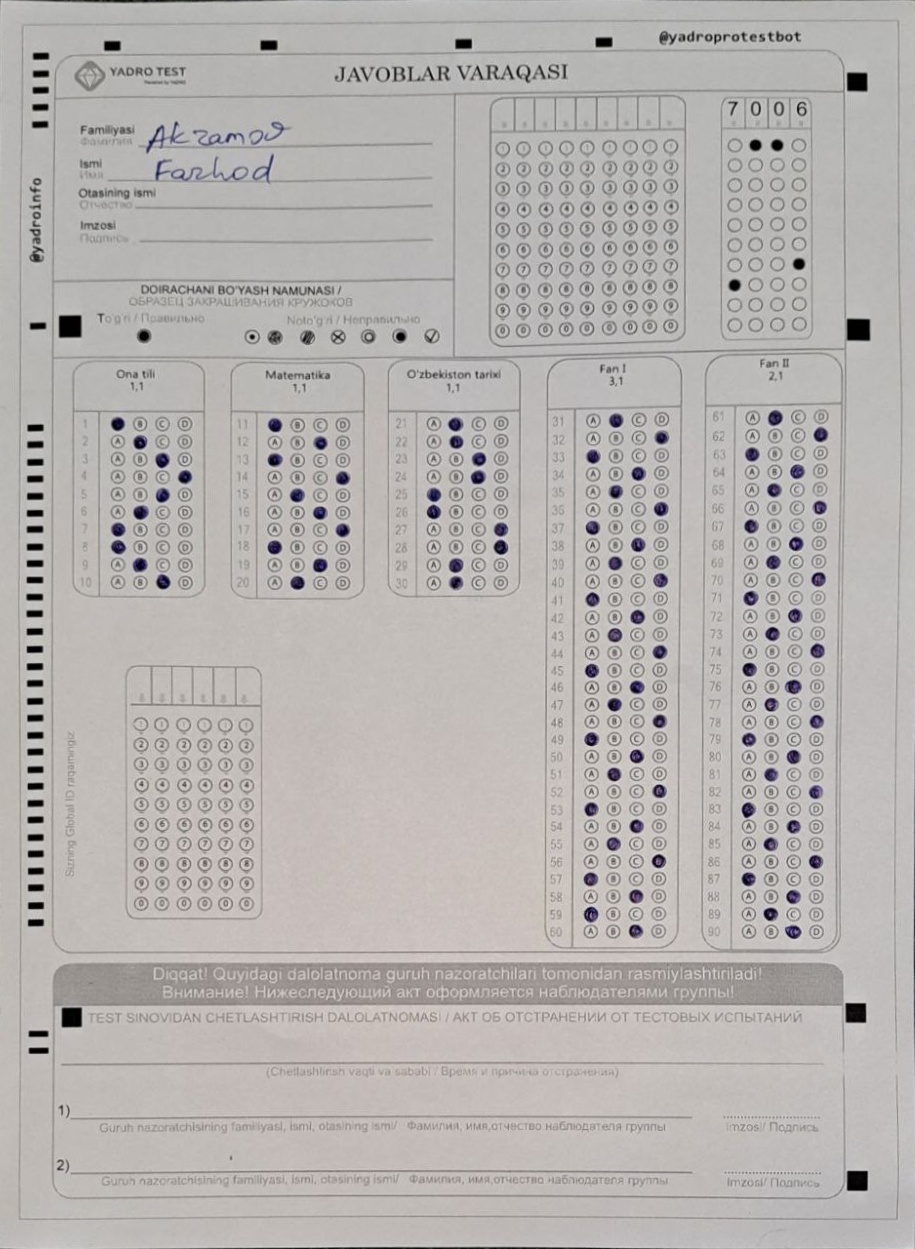 @yadroprotestbot
YADRO TEST
JAVOBLAR VARAQASI
@yadroinfo
Familiyasi Akramov
Фамилия
Ismi Farhod
Имя
Otasining ismi
Отчество
Imzosi
Подпись
7 0 0 6
DOIRACHANI BO'YASH NAMUNASI /
ОБРАЗЕЦ ЗАКРАШИВАНИЯ КРУЖОКОВ
To'g'ri / Правильно Noto'g'ri / Неправильно
Ona tili
1,1
Matematika
1,1
O'zbekiston tarixi
1,1
Fan I
3,1
Fan II
2,1
Sizning Global ID raqamingiz
Diqqat! Quyidagi dalolatnoma guruh nazoratchilari tomonidan rasmiylashtiriladi!
Внимание! Нижеследующий акт оформляется наблюдателями группы!
TEST SINOVIDAN CHETLASHTIRISH DALOLATNOMASI / АКТ ОБ ОТСТРАНЕНИИ ОТ ТЕСТОВЫХ ИСПЫТАНИЙ
(Chetlashtirish vaqti va sababi / Время и причина отстранения)
1)
Guruh nazoratchisining familiyasi, ismi, otasining ismi/ Фамилия, имя,отчество наблюдателя группы Imzosi/ Подпись
2)
Guruh nazoratchisining familiyasi, ismi, otasining ismi/ Фамилия, имя,отчество наблюдателя группы Imzosi/ Подпись